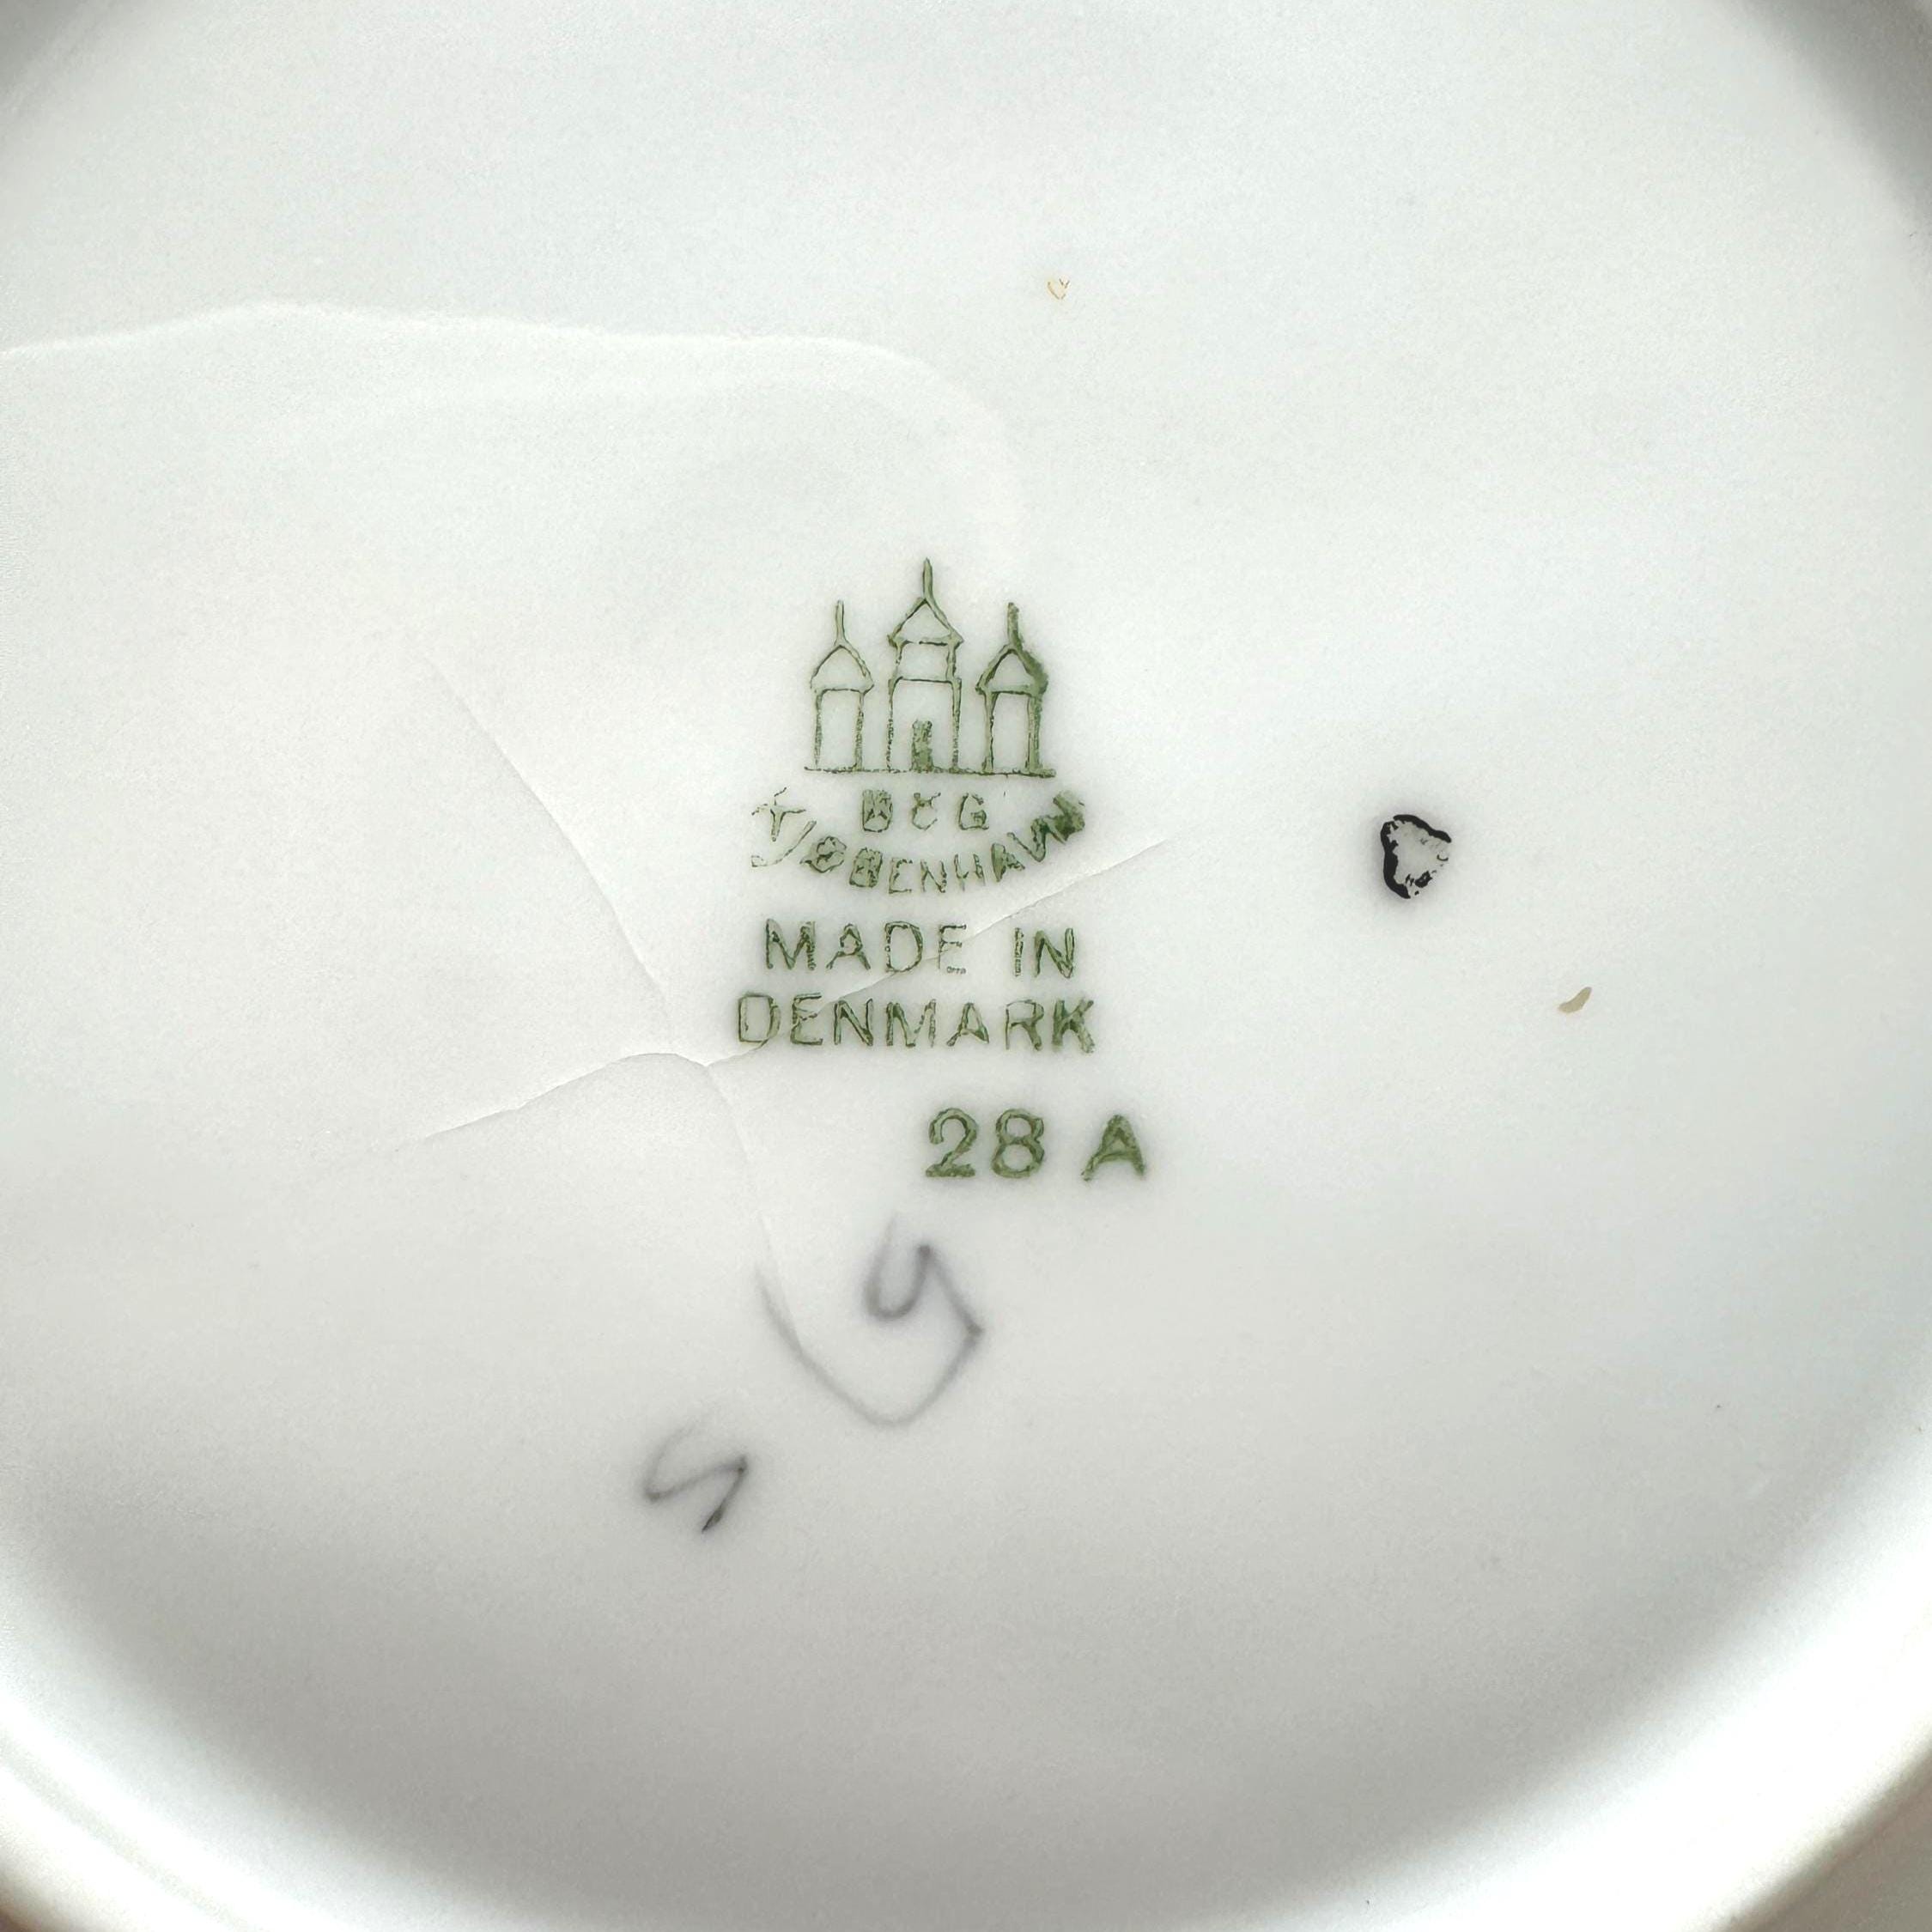 B&G
KJØBENHAVN
MADE IN
DENMARK
28 A